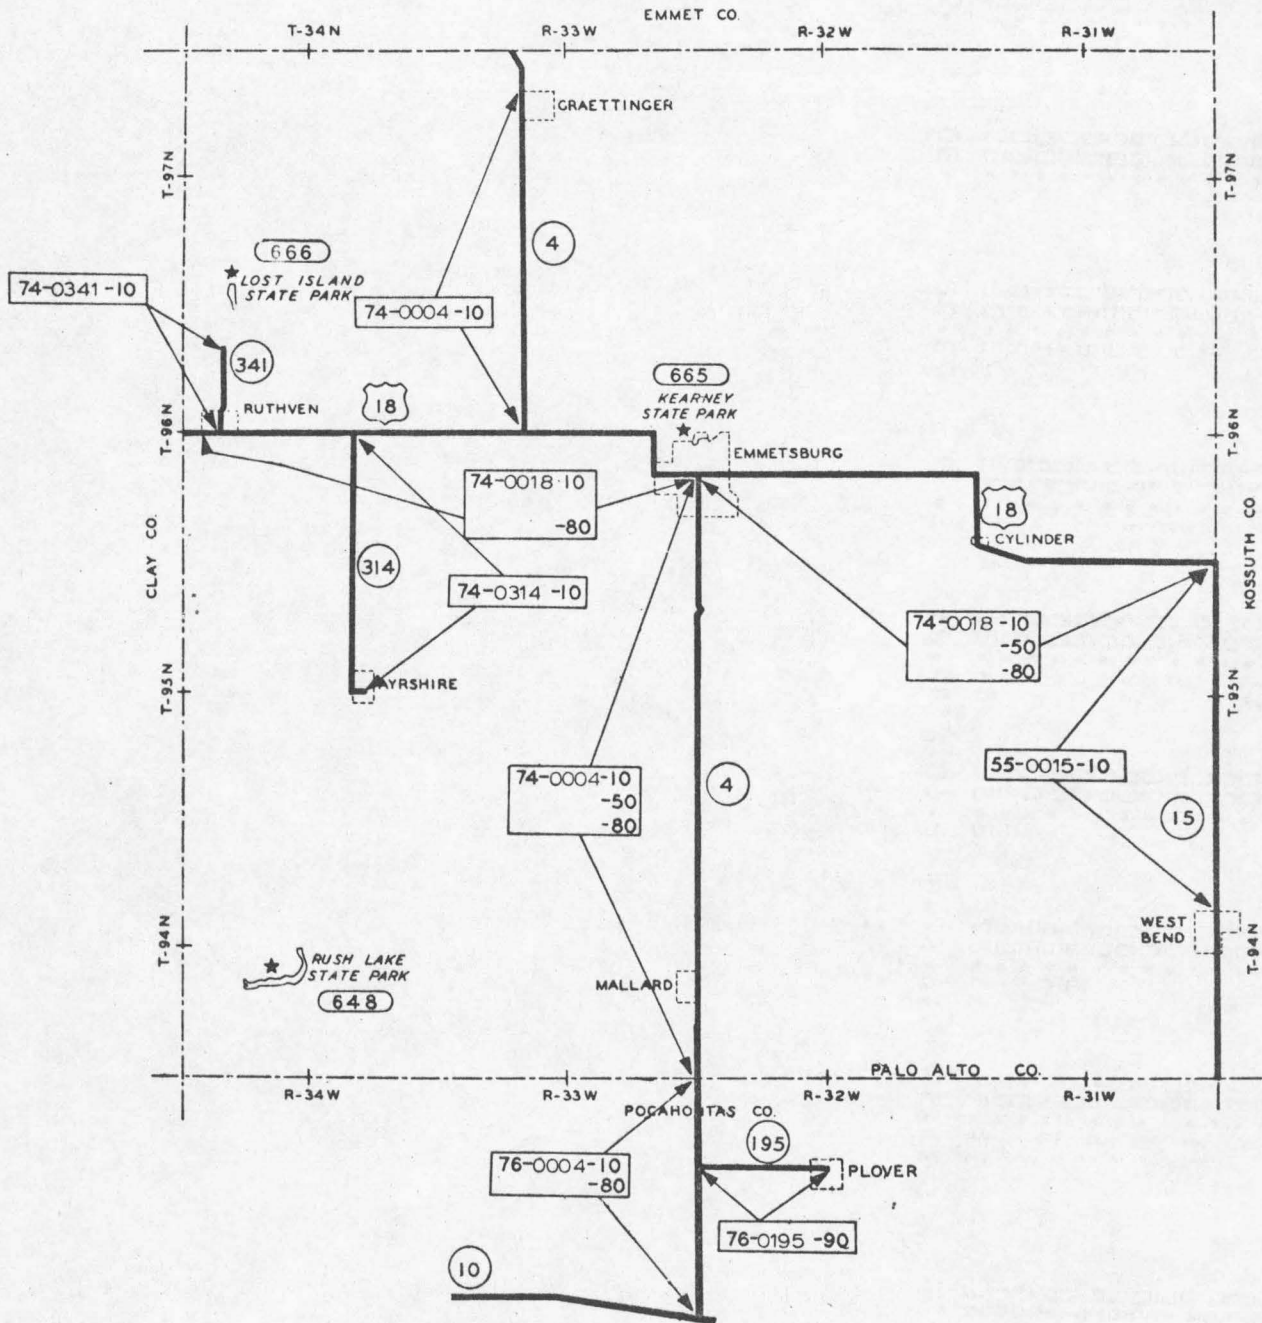 EMMET CO.
T-34N
R-33W
R-32W
R-31W
GRAETTINGER
T-97N
T-97N
4
666
LOST ISLAND
STATE PARK
74-0341-10
74-0004-10
341
665
KEARNEY
STATE PARK
18
RUTHVEN
T-96N
T-96N
EMMETSBURG
74-0018-10
-80
18
CYLINDER
CLAY CO.
KOSSUTH CO
314
74-0314-10
74-0018-10
-50
-80
AYRSHIRE
T-95N
T-95N
55-0015-10
74-0004-10
-50
-80
4
15
WEST
BEND
T-94N
T-94N
RUSH LAKE
STATE PARK
648
MALLARD
PALO ALTO CO.
R-34W
R-33W
R-32W
R-31W
POCAHONTAS CO.
195
76-0004-10
-80
PLOVER
76-0195-90
10